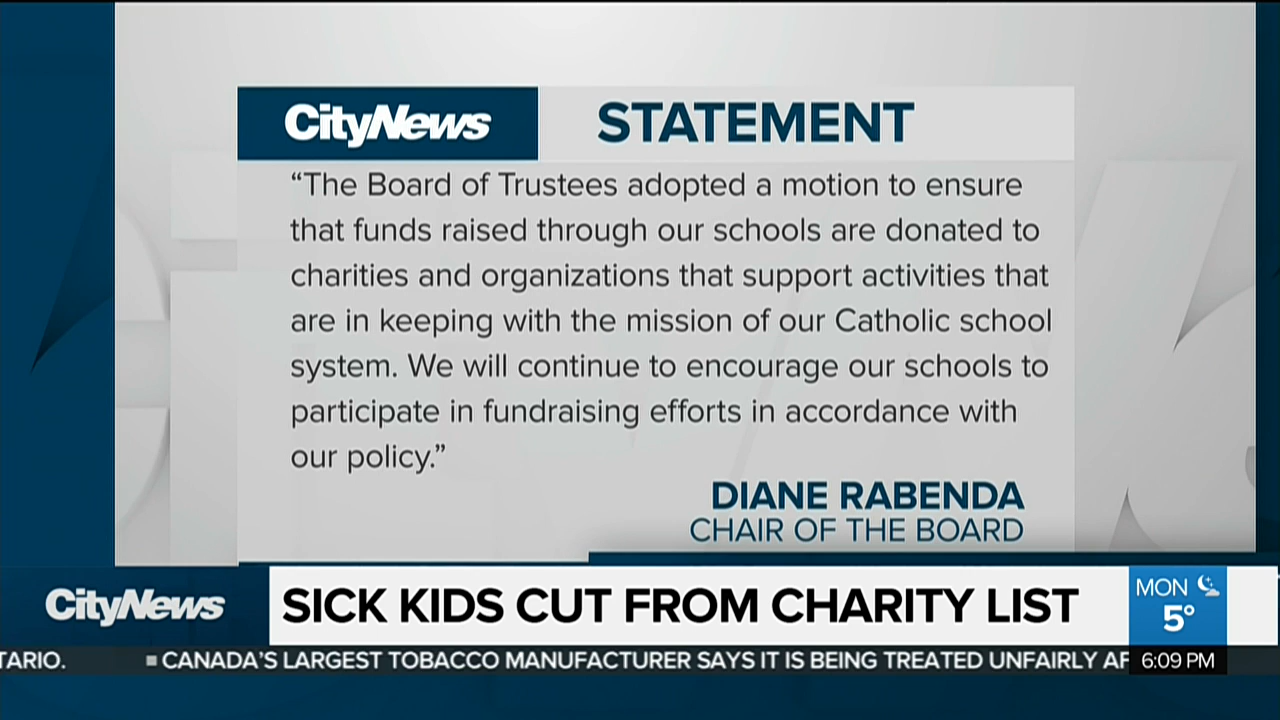 CityNews STATEMENT
“The Board of Trustees adopted a motion to ensure
that funds raised through our schools are donated to
charities and organizations that support activities that
are in keeping with the mission of our Catholic school
system. We will continue to encourage our schools to
participate in fundraising efforts in accordance with
our policy.”
DIANE RABENDA
CHAIR OF THE BOARD
CityNews SICK KIDS CUT FROM CHARITY LIST MON
5°
TARIO. ■ CANADA’S LARGEST TOBACCO MANUFACTURER SAYS IT IS BEING TREATED UNFAIRLY AF 6:09 PM